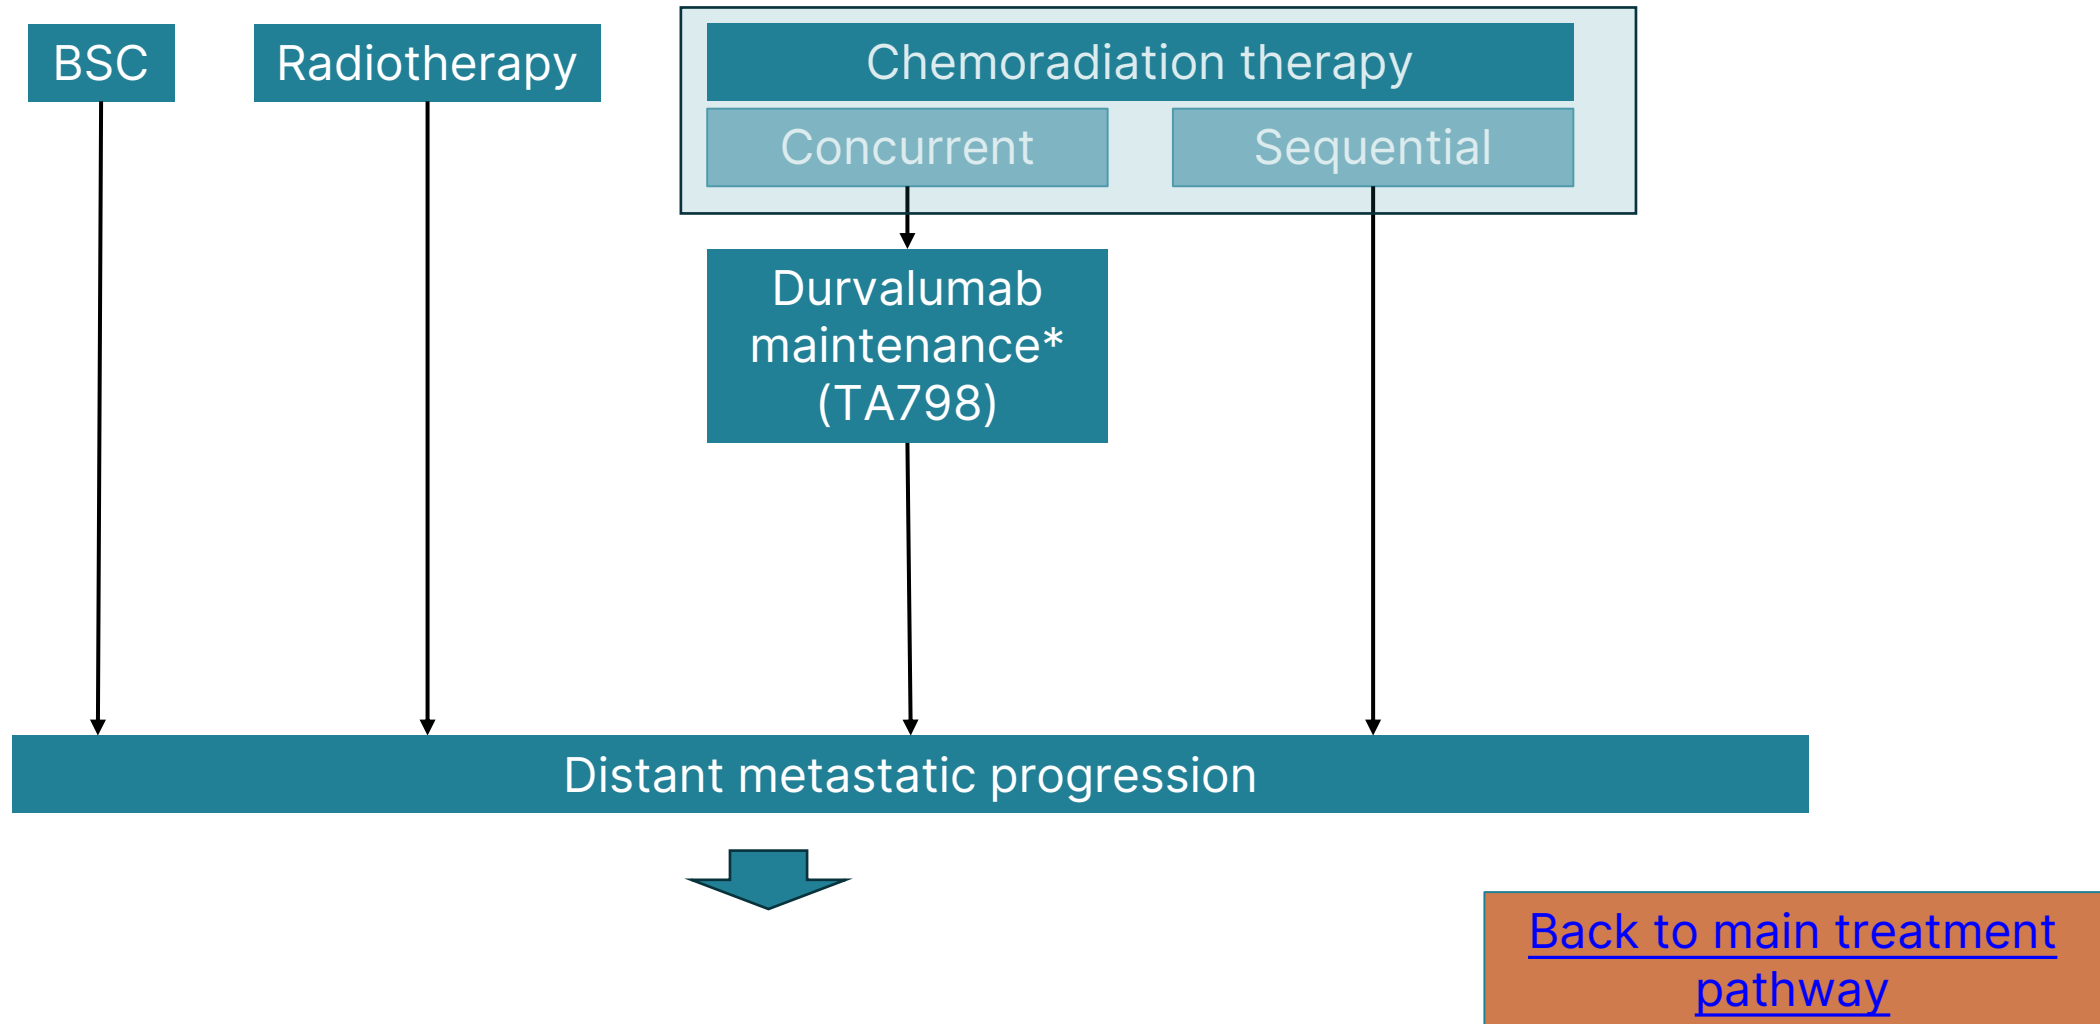 BSC
Radiotherapy
Chemoradiation therapy
Concurrent
Sequential
Durvalumab
maintenance*
(TA798)
Distant metastatic progression
Back to main treatment
pathway